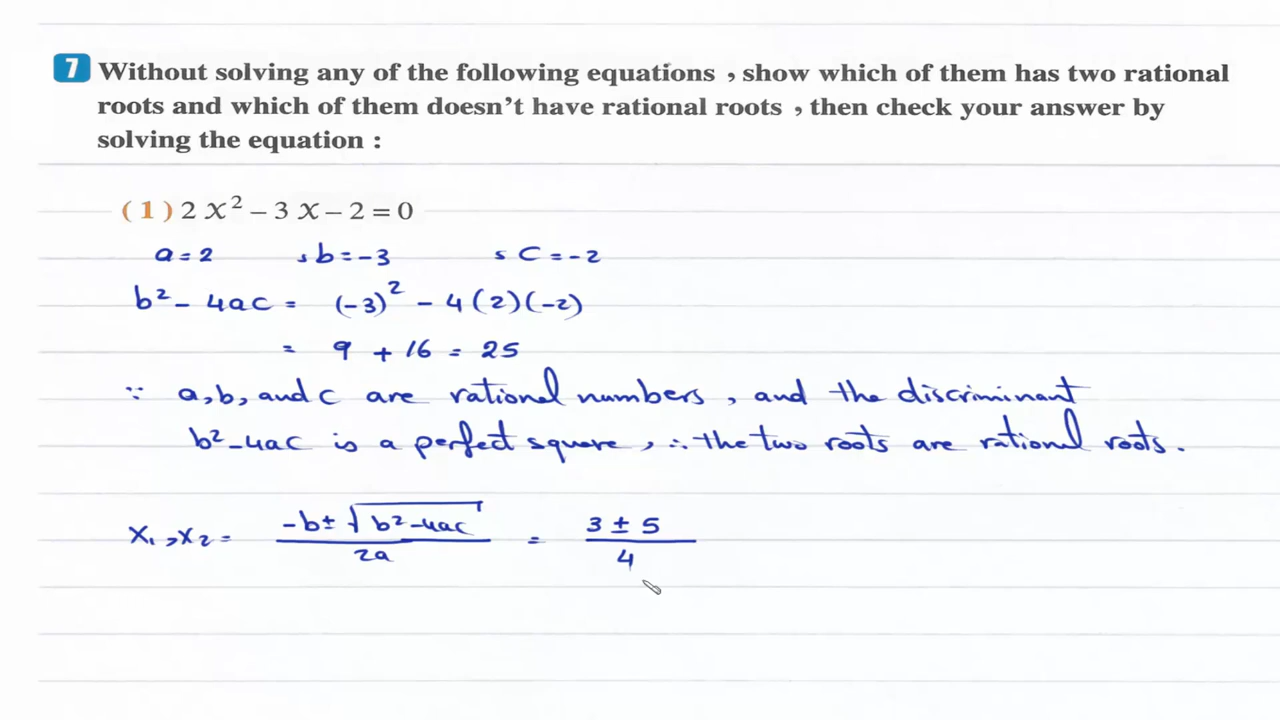 7 Without solving any of the following equations , show which of them has two rational
roots and which of them doesn't have rational roots , then check your answer by
solving the equation :
( 1 ) 2 x² – 3 x – 2 = 0
a = 2 , b = -3 , c = -2
b² - 4ac = (-3)² - 4(2)(-2)
= 9 + 16 = 25
∵ a, b, and c are rational numbers, and the discriminant
b² - 4ac is a perfect square, ∴ the two roots are rational roots.
x₁, x₂ = (-b ± √(b² - 4ac)) / 2a = (3 ± 5) / 4